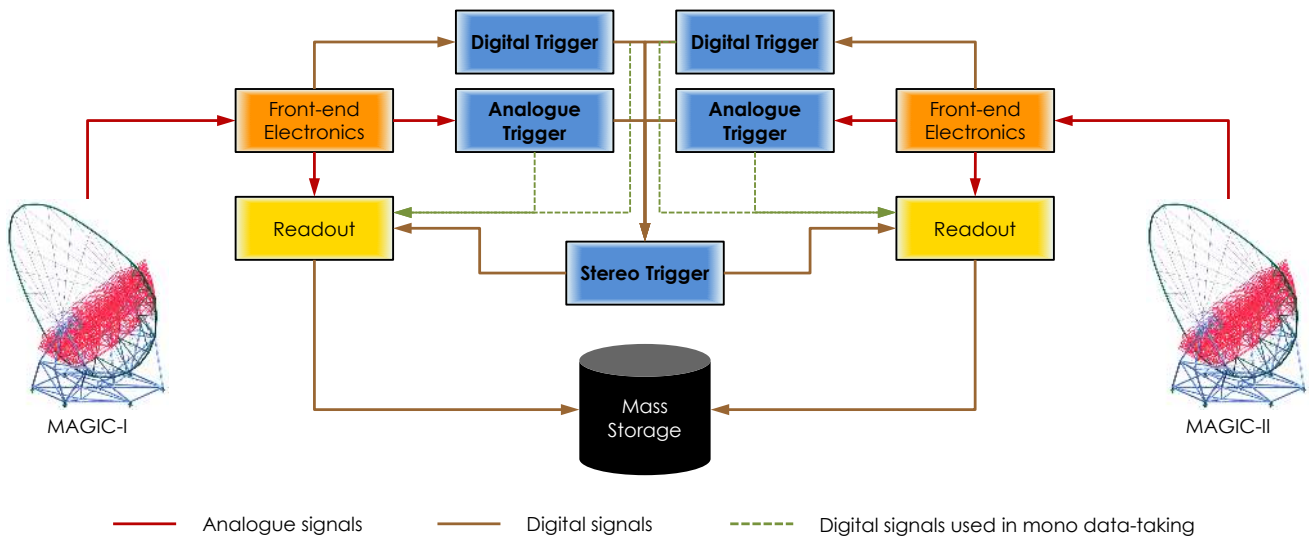 Digital Trigger
Digital Trigger
Front-end
Electronics
Analogue
Trigger
Analogue
Trigger
Front-end
Electronics
Readout
Readout
Stereo Trigger
Mass
Storage
MAGIC-I
MAGIC-II
Analogue signals
Digital signals
Digital signals used in mono data-taking